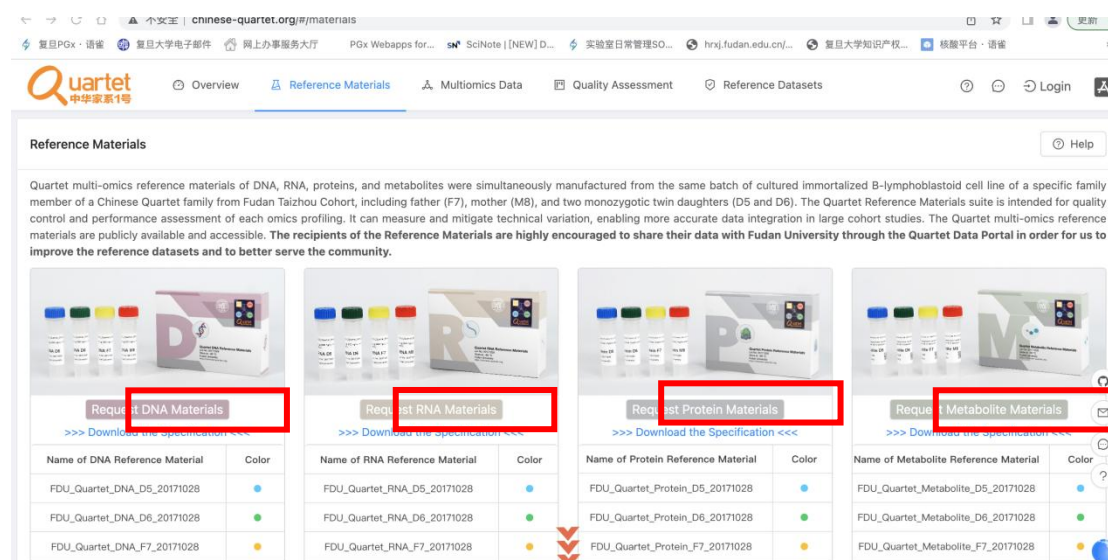 不安全 | chinese-quartet.org/#/materials
更新
复旦PGx · 语雀 复旦大学电子邮件 网上办事服务大厅 PGx Webapps for... SciNote | [NEW] D... 实验室日常管理SO... hrxj.fudan.edu.cn/... 复旦大学知识产权... 核酸平台 · 语雀
Quartet
中华家系1号
Overview Reference Materials Multiomics Data Quality Assessment Reference Datasets Login
Reference Materials
Help
Quartet multi-omics reference materials of DNA, RNA, proteins, and metabolites were simultaneously manufactured from the same batch of cultured immortalized B-lymphoblastoid cell line of a specific family
member of a Chinese Quartet family from Fudan Taizhou Cohort, including father (F7), mother (M8), and two monozygotic twin daughters (D5 and D6). The Quartet Reference Materials suite is intended for quality
control and performance assessment of each omics profiling. It can measure and mitigate technical variation, enabling more accurate data integration in large cohort studies. The Quartet multi-omics reference
materials are publicly available and accessible. The recipients of the Reference Materials are highly encouraged to share their data with Fudan University through the Quartet Data Portal in order for us to
improve the reference datasets and to better serve the community.
Request DNA Materials Request RNA Materials Request Protein Materials Request Metabolite Materials
>>> Download the Specification <<< >>> Download the Specification <<< >>> Download the Specification <<< >>> Download the Specification <<<
Name of DNA Reference Material Color Name of RNA Reference Material Color Name of Protein Reference Material Color Name of Metabolite Reference Material Color
FDU_Quartet_DNA_D5_20171028 FDU_Quartet_RNA_D5_20171028 FDU_Quartet_Protein_D5_20171028 FDU_Quartet_Metabolite_D5_20171028
FDU_Quartet_DNA_D6_20171028 FDU_Quartet_RNA_D6_20171028 FDU_Quartet_Protein_D6_20171028 FDU_Quartet_Metabolite_D6_20171028
FDU_Quartet_DNA_F7_20171028 FDU_Quartet_RNA_F7_20171028 FDU_Quartet_Protein_F7_20171028 FDU_Quartet_Metabolite_F7_20171028